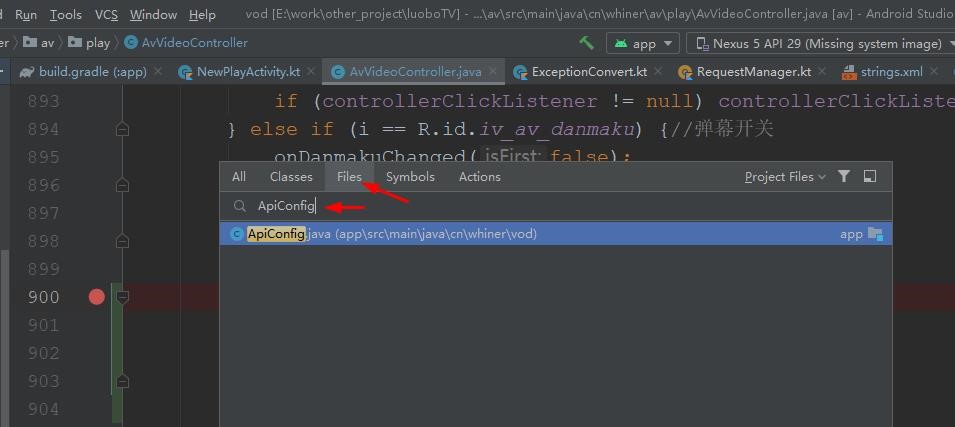 d Run Tools VCS Window Help vod [E:\work\other_project\luoboTV] - ...\av\src\main\java\cn\whiner\av\play\AvVideoController.java [av] - Android Studio
er av play AvVideoController app Nexus 5 API 29 (Missing system image)
build.gradle (:app) NewPlayActivity.kt AvVideoController.java ExceptionConvert.kt RequestManager.kt strings.xml
893 if (controllerClickListener != null) controllerClickListe
894 } else if (i == R.id.iv_av_danmaku) {//弹幕开关
895 onDanmakuChanged( isFirst: false);
All Classes Files Symbols Actions Project Files
896
ApiConfig
897
ApiConfig.java (app\src\main\java\cn\whiner\vod) app
898
899
900
901
902
903
904